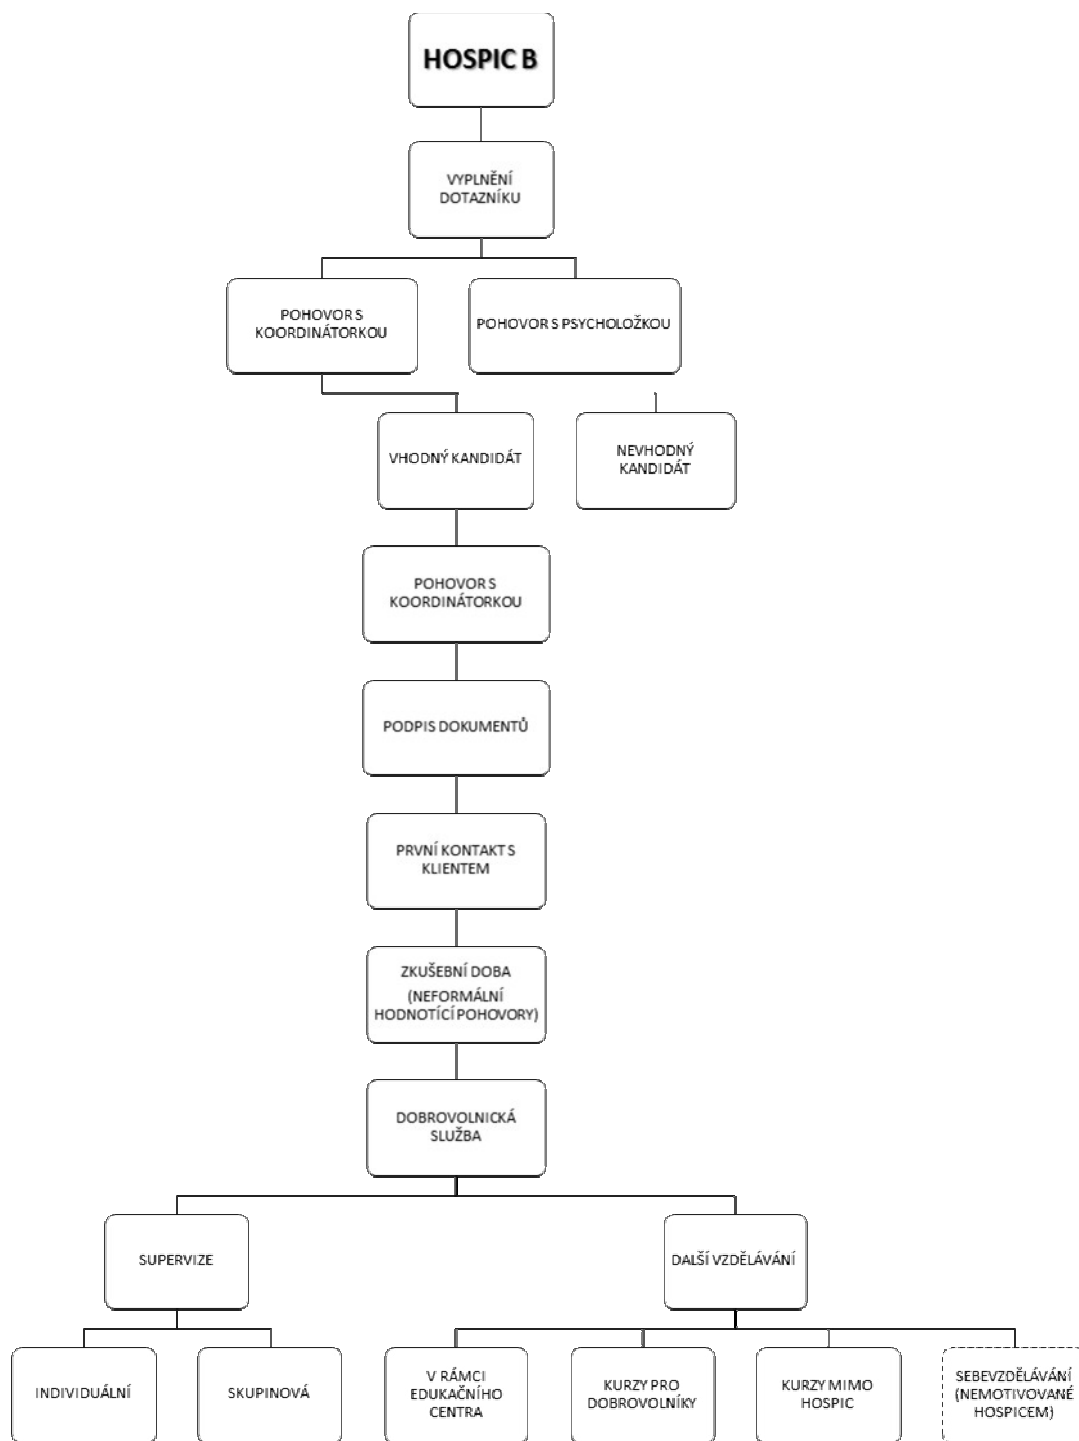 HOSPIC B
VYPLNĚNÍ
DOTAZNÍKU
POHOVOR S
KOORDINÁTORKOU
POHOVOR S PSYCHOLOŽKOU
VHODNÝ KANDIDÁT
NEVHODNÝ
KANDIDÁT
POHOVOR S
KOORDINÁTORKOU
PODPIS DOKUMENTŮ
PRVNÍ KONTAKT S
KLIENTEM
ZKUŠEBNÍ DOBA
(NEFORMÁLNÍ
HODNOTÍCÍ POHOVORY)
DOBROVOLNICKÁ
SLUŽBA
SUPERVIZE
DALŠÍ VZDĚLÁVÁNÍ
INDIVIDUÁLNÍ
SKUPINOVÁ
V RÁMCI
EDUKAČNÍHO
CENTRA
KURZY PRO
DOBROVOLNÍKY
KURZY MIMO
HOSPIC
SEBEVZDĚLÁVÁNÍ
(NEMOTIVOVANÉ
HOSPICEM)